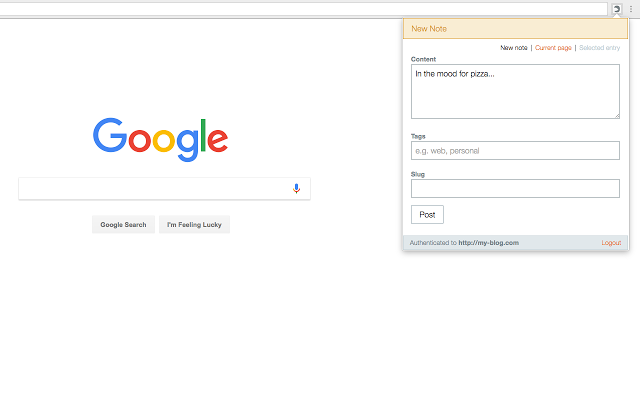 New Note
New note | Current page | Selected entry
Content
In the mood for pizza...
Google
Tags
e.g. web, personal
Slug
Google Search I'm Feeling Lucky
Post
Authenticated to http://my-blog.com Logout